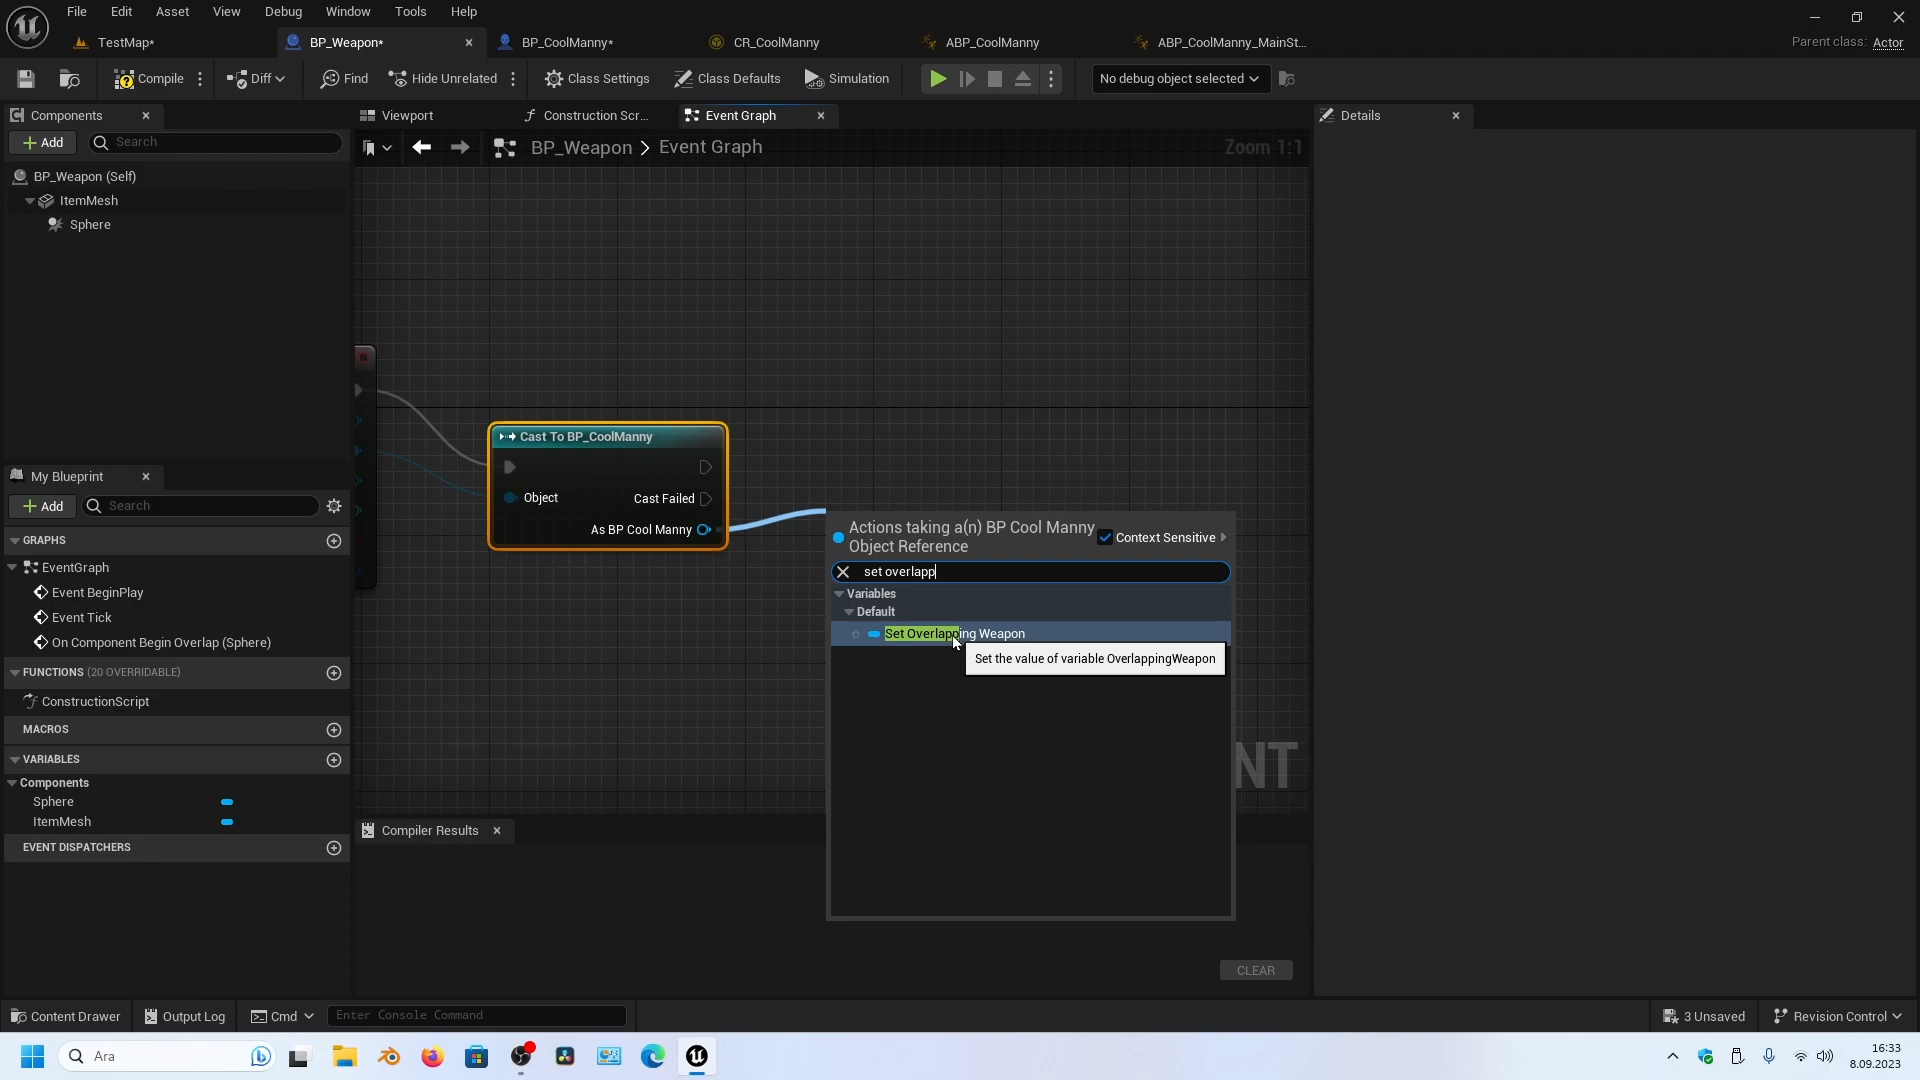 File Edit Asset View Debug Window Tools Help
TestMap* BP_Weapon* BP_CoolManny* CR_CoolManny ABP_CoolManny ABP_CoolManny_MainSt... Parent class: Actor
Compile Diff Find Hide Unrelated Class Settings Class Defaults Simulation No debug object selected
Components Viewport Construction Scr... Event Graph Details
Add Search
BP_Weapon > Event Graph Zoom 1:1
BP_Weapon (Self)
ItemMesh
Sphere
Cast To BP_CoolManny
Object Cast Failed
As BP Cool Manny
Actions taking a(n) BP Cool Manny
Object Reference Context Sensitive
set overlapp
Variables
Default
Set Overlapping Weapon
Set the value of variable OverlappingWeapon
My Blueprint
Add Search
GRAPHS
EventGraph
Event BeginPlay
Event Tick
On Component Begin Overlap (Sphere)
FUNCTIONS (20 OVERRIDABLE)
ConstructionScript
MACROS
VARIABLES
Components
Sphere
ItemMesh
EVENT DISPATCHERS
NT
Compiler Results
CLEAR
Content Drawer Output Log Cmd Enter Console Command 3 Unsaved Revision Control
Ara
16:33
8.09.2023